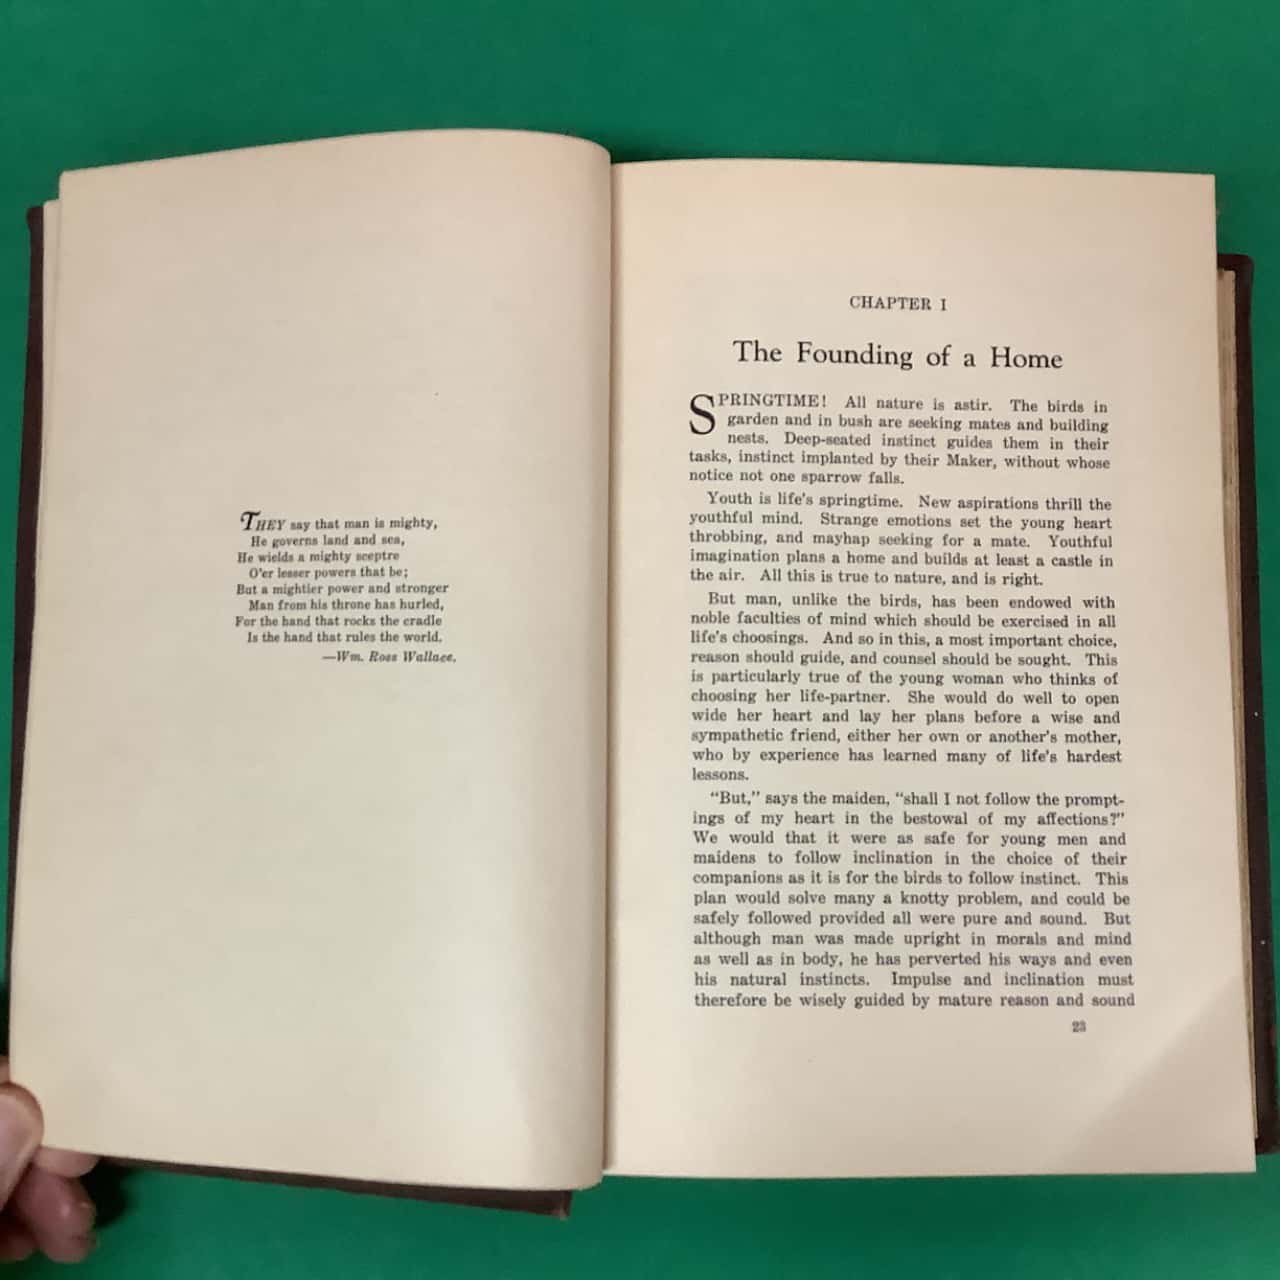 THEY say that man is mighty,
He governs land and sea,
He wields a mighty sceptre
O'er lesser powers that be;
But a mightier power and stronger
Man from his throne has hurled,
For the hand that rocks the cradle
Is the hand that rules the world.
—Wm. Ross Wallace.
CHAPTER I
The Founding of a Home
SPRINGTIME! All nature is astir. The birds in
garden and in bush are seeking mates and building
nests. Deep-seated instinct guides them in their
tasks, instinct implanted by their Maker, without whose
notice not one sparrow falls.
Youth is life's springtime. New aspirations thrill the
youthful mind. Strange emotions set the young heart
throbbing, and mayhap seeking for a mate. Youthful
imagination plans a home and builds at least a castle in
the air. All this is true to nature, and is right.
But man, unlike the birds, has been endowed with
noble faculties of mind which should be exercised in all
life's choosings. And so in this, a most important choice,
reason should guide, and counsel should be sought. This
is particularly true of the young woman who thinks of
choosing her life-partner. She would do well to open
wide her heart and lay her plans before a wise and
sympathetic friend, either her own or another's mother,
who by experience has learned many of life's hardest
lessons.
"But," says the maiden, "shall I not follow the prompt-
ings of my heart in the bestowal of my affections?"
We would that it were as safe for young men and
maidens to follow inclination in the choice of their
companions as it is for the birds to follow instinct. This
plan would solve many a knotty problem, and could be
safely followed provided all were pure and sound. But
although man was made upright in morals and mind
as well as in body, he has perverted his ways and even
his natural instincts. Impulse and inclination must
therefore be wisely guided by mature reason and sound
23